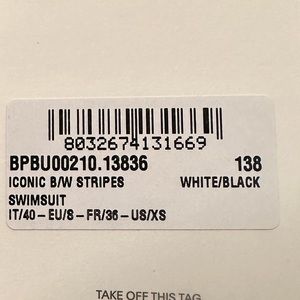 8032674131669
BPBU00210.13836 138
ICONIC B/W STRIPES WHITE/BLACK
SWIMSUIT
IT/40 - EU/S - FR/36 - US/XS
TAKE OFF THIS TAG